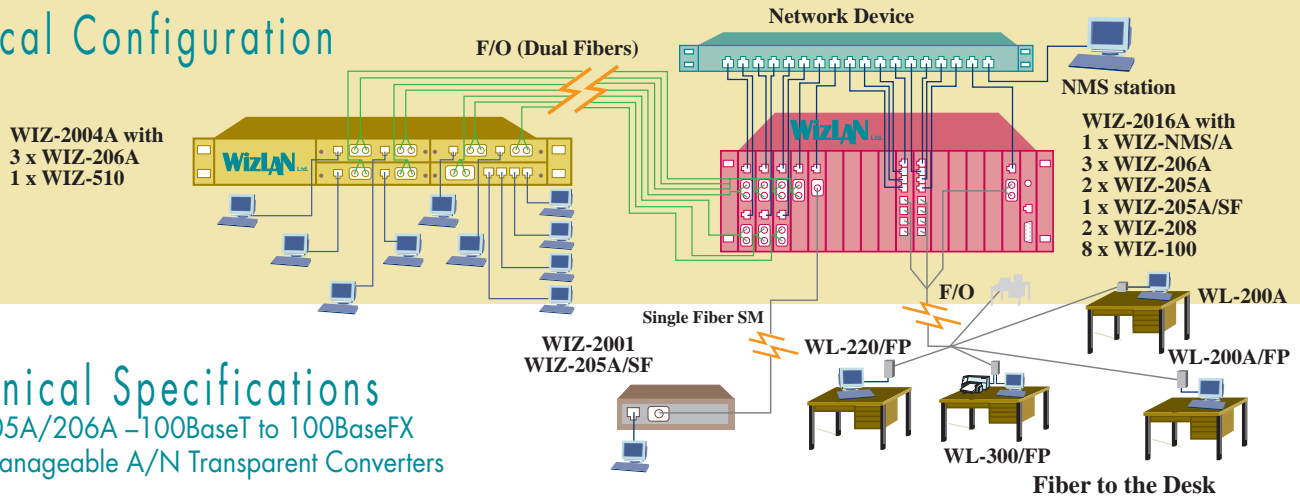 cal Configuration
Network Device
F/O (Dual Fibers)
NMS station
WIZ-2004A with
3 x WIZ-206A
1 x WIZ-510
WizLAN Ltd.
WizLAN Ltd.
WIZ-2016A with
1 x WIZ-NMS/A
3 x WIZ-206A
2 x WIZ-205A
1 x WIZ-205A/SF
2 x WIZ-208
8 x WIZ-100
F/O
WL-200A
Single Fiber SM
WIZ-2001
WIZ-205A/SF
WL-220/FP
WL-200A/FP
nical Specifications
05A/206A –100BaseT to 100BaseFX
anageable A/N Transparent Converters
WL-300/FP
Fiber to the Desk